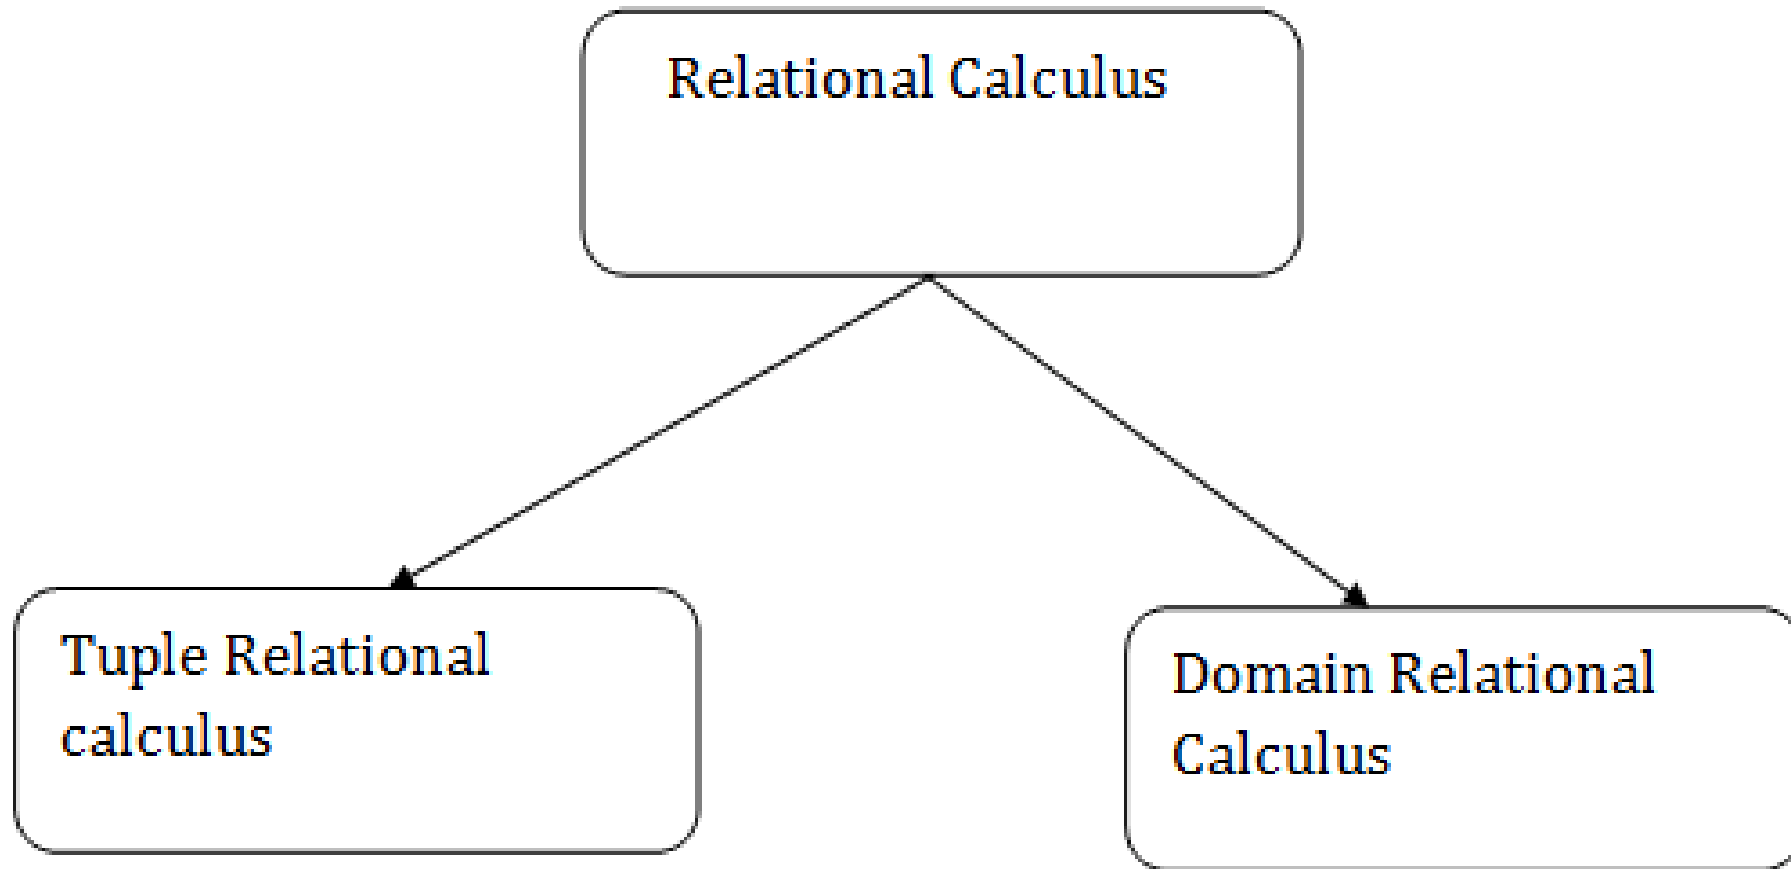 Relational Calculus
Tuple Relational
calculus
Domain Relational
Calculus